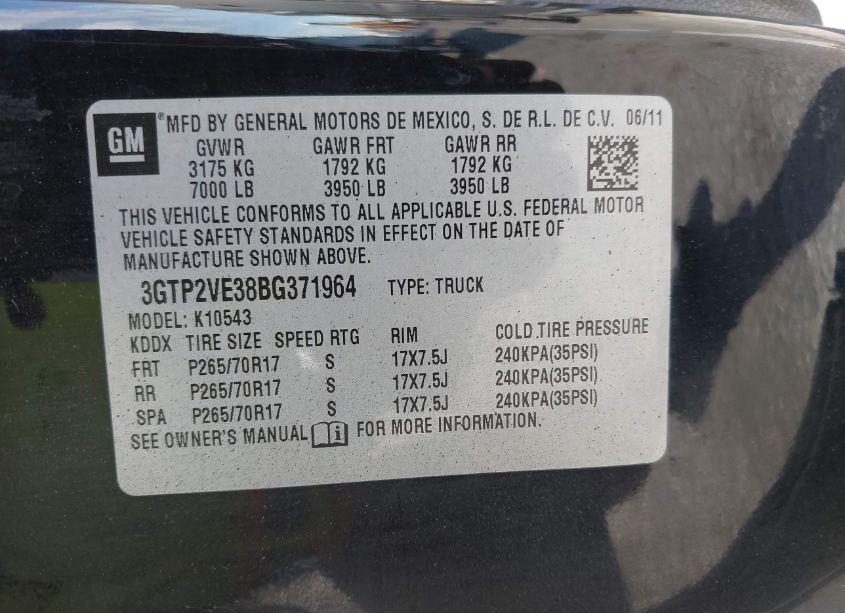 GM ® MFD BY GENERAL MOTORS DE MEXICO, S. DE R.L. DE C.V. 06/11
GVWR GAWR FRT GAWR RR
3175 KG 1792 KG 1792 KG
7000 LB 3950 LB 3950 LB
THIS VEHICLE CONFORMS TO ALL APPLICABLE U.S. FEDERAL MOTOR
VEHICLE SAFETY STANDARDS IN EFFECT ON THE DATE OF
MANUFACTURE SHOWN ABOVE.
3GTP2VE38BG371964 TYPE: TRUCK
MODEL: K10543
KDDX TIRE SIZE SPEED RTG RIM COLD TIRE PRESSURE
FRT P265/70R17 S 17X7.5J 240KPA(35PSI)
RR P265/70R17 S 17X7.5J 240KPA(35PSI)
SPA P265/70R17 S 17X7.5J 240KPA(35PSI)
SEE OWNER'S MANUAL i FOR MORE INFORMATION.